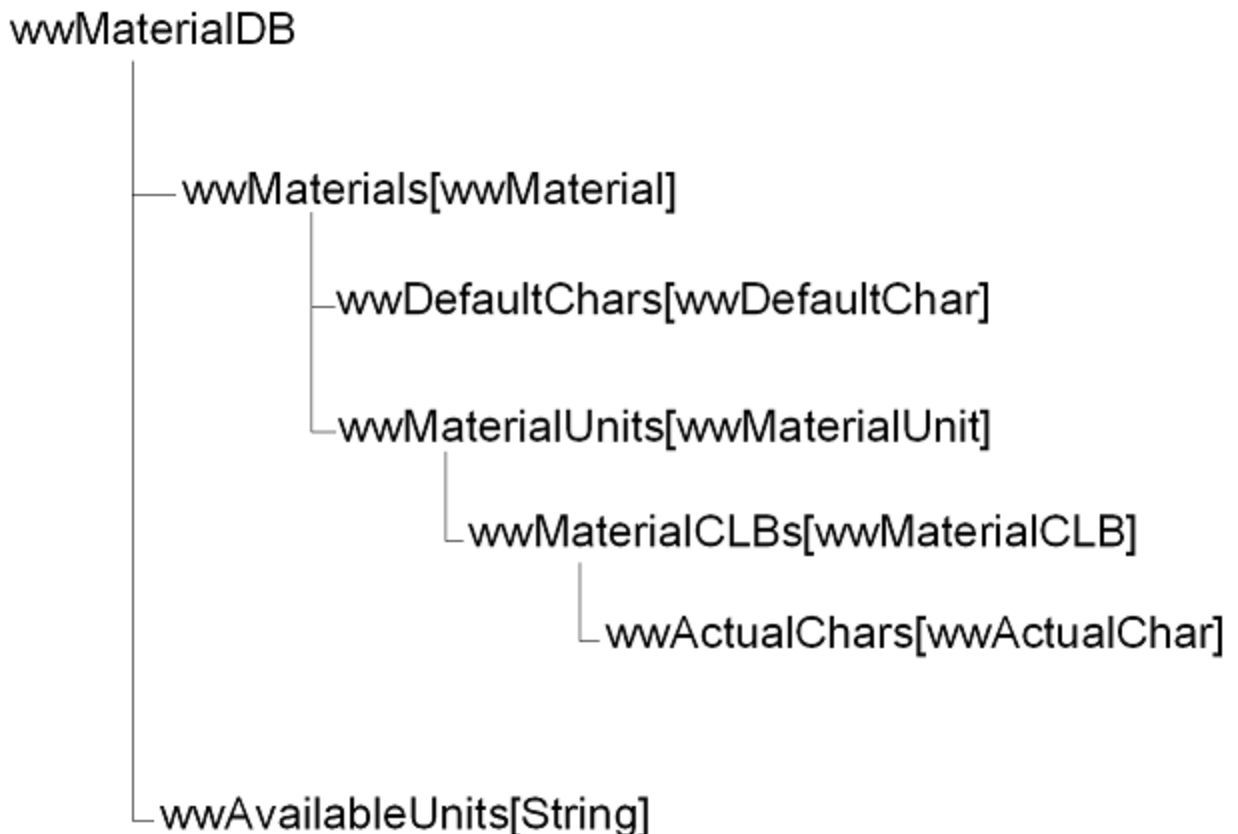 wwMaterialDB
wwMaterials[wwMaterial]
wwDefaultChars[wwDefaultChar]
wwMaterialUnits[wwMaterialUnit]
wwMaterialCLBs[wwMaterialCLB]
wwActualChars[wwActualChar]
wwAvailableUnits[String]